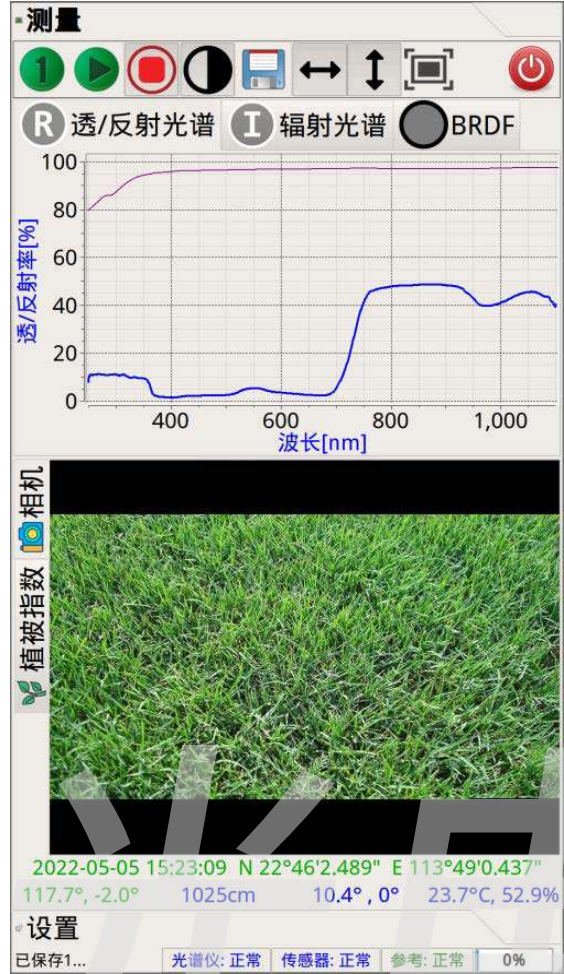 测量
1
R 透/反射光谱 I 辐射光谱 BRDF
透/反射率[%]
100
80
60
40
20
0
400 600 800 1,000
波长[nm]
相机
植被指数
2022-05-05 15:23:09 N 22°46'2.489" E 113°49'0.437"
117.7°, -2.0° 1025cm 10.4° , 0° 23.7°C, 52.9%
设置
已保存1... 光谱仪: 正常 传感器: 正常 参考: 正常 0%